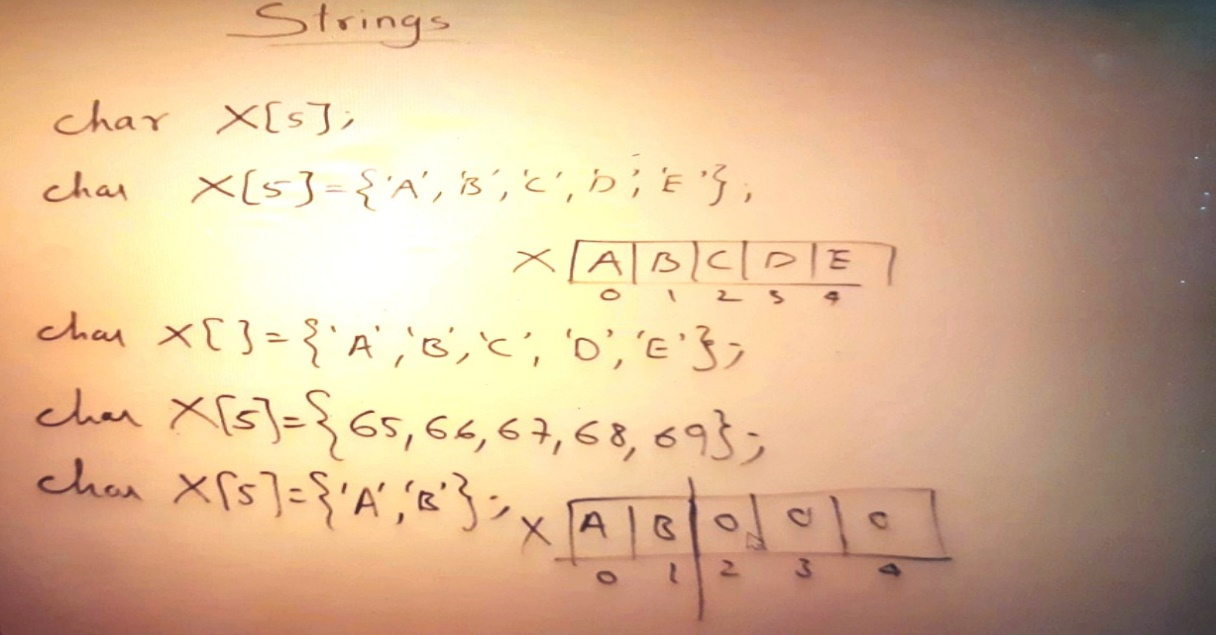 Strings
char X[5];
char X[5]={'A','B','C','D','E'};
X A B C D E
0 1 2 3 4
char X[]={'A','B','C','D','E'};
char X[5]={65,66,67,68,69};
char X[5]={'A','B'};
X A B 0 0 0
0 1 2 3 4